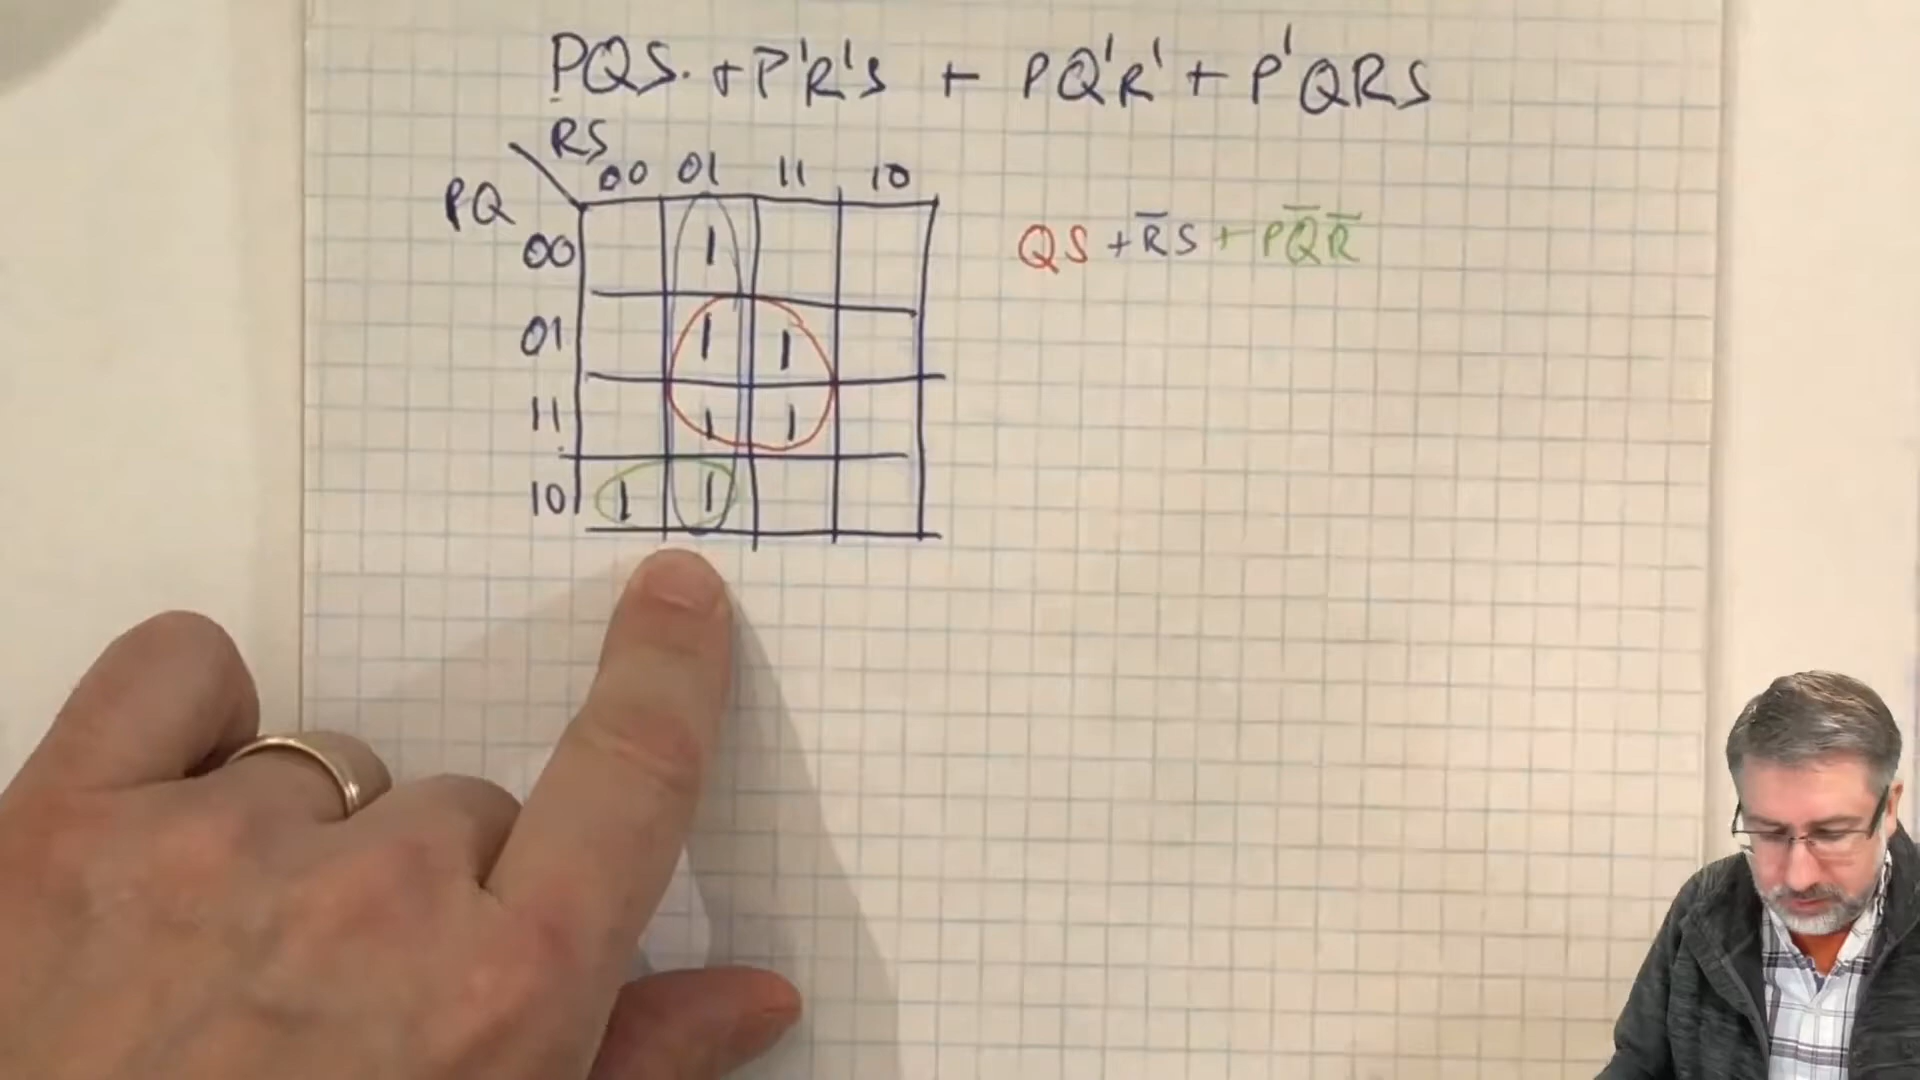 PQS. + P'R'S + PQ'R' + P'QRS
RS
00 01 11 10
PQ
00 1
QS + R̅S + PQ̅R̅
01 1 1
11 1 1
10 1 1